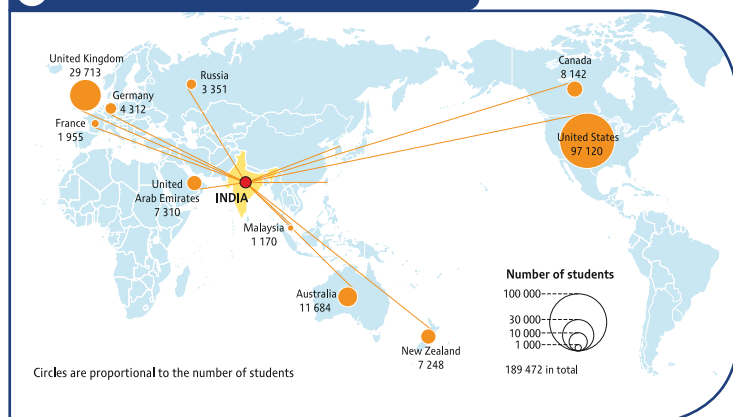 United Kingdom
29 713
Germany
4 312
France
1 955
Russia
3 351
Canada
8 142
United States
97 120
United
Arab Emirates
7 310
INDIA
Malaysia
1 170
Australia
11 684
New Zealand
7 248
Number of students
100 000
30 000
10 000
1 000
189 472 in total
Circles are proportional to the number of students